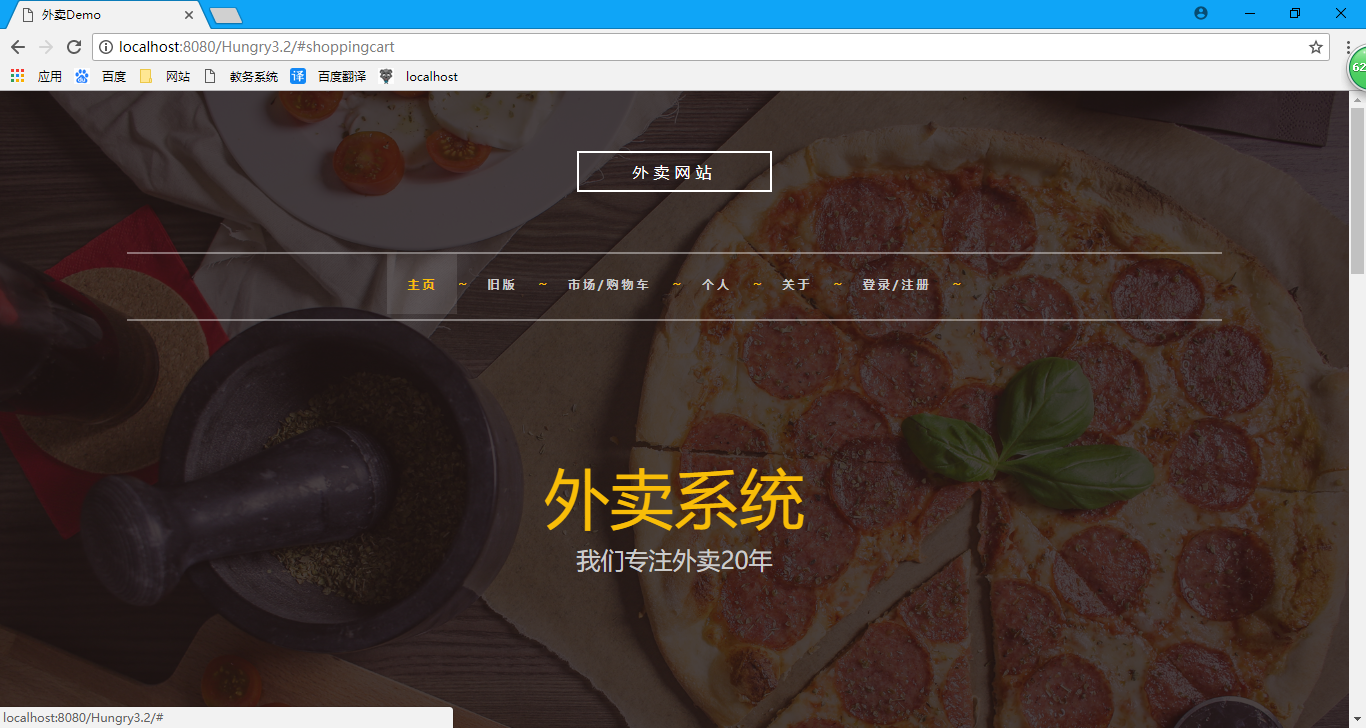 外卖Demo
localhost:8080/Hungry3.2/#shoppingcart
应用 百度 网站 教务系统 译 百度翻译 localhost
62
外卖网站
主页 ~ 旧版 ~ 市场/购物车 ~ 个人 ~ 关于 ~ 登录/注册 ~
外卖系统
我们专注外卖20年
localhost:8080/Hungry3.2/#